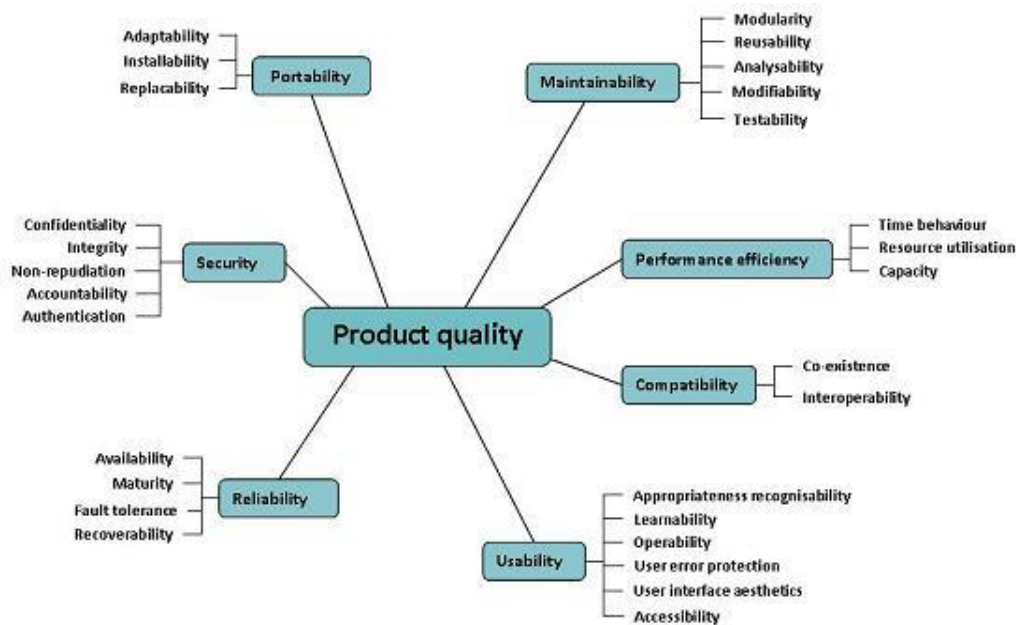 Adaptability
Installability
Replacability
Portability
Maintainability
Modularity
Reusability
Analysability
Modifiability
Testability
Confidentiality
Integrity
Non-repudiation
Accountability
Authentication
Security
Performance efficiency
Time behaviour
Resource utilisation
Capacity
Product quality
Compatibility
Co-existence
Interoperability
Availability
Maturity
Fault tolerance
Recoverability
Reliability
Usability
Appropriateness recognisability
Learnability
Operability
User error protection
User interface aesthetics
Accessibility